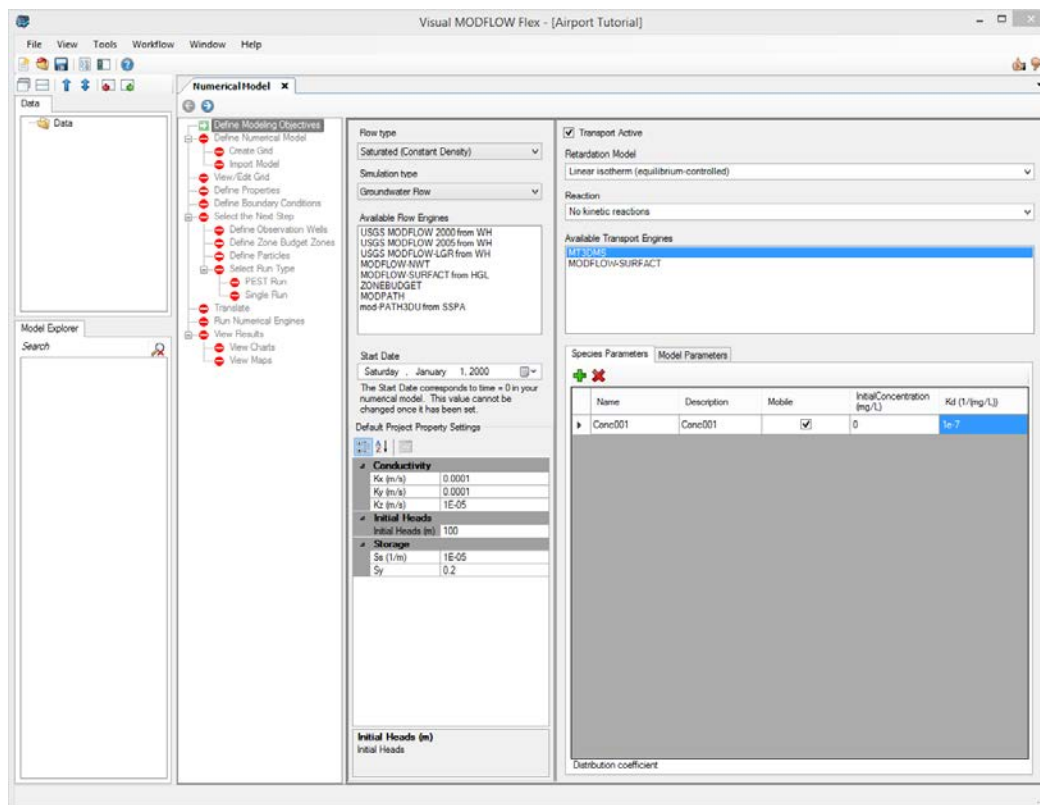 Visual MODFLOW Flex - [Airport Tutorial]
File View Tools Workflow Window Help
Data
Data
Model Explorer
Search
NumericalModel
Define Modeling Objectives
Define Numerical Model
Create Grid
Import Model
View/Edit Grid
Define Properties
Define Boundary Conditions
Select the Next Step
Define Observation Wells
Define Zone Budget Zones
Define Particles
Select Run Type
PEST Run
Single Run
Translate
Run Numerical Engines
View Results
View Charts
View Maps
Flow type
Saturated (Constant Density)
Simulation type
Groundwater Flow
Available Flow Engines
USGS MODFLOW 2000 from WH
USGS MODFLOW 2005 from WH
USGS MODFLOW-LGR from WH
MODFLOW-NWT
MODFLOW-SURFACT from HGL
ZONEBUDGET
MODPATH
mod-PATH3DU from SSPA
Start Date
Saturday , January 1, 2000
The Start Date corresponds to time = 0 in your
numerical model. This value cannot be
changed once it has been set.
Default Project Property Settings
Conductivity
Kx (m/s) 0.0001
Ky (m/s) 0.0001
Kz (m/s) 1E-05
Initial Heads
Initial Heads (m) 100
Storage
Ss (1/m) 1E-05
Sy 0.2
Initial Heads (m)
Initial Heads
Transport Active
Retardation Model
Linear isotherm (equilibrium-controlled)
Reaction
No kinetic reactions
Available Transport Engines
MT3DMS
MODFLOW-SURFACT
Species Parameters Model Parameters
Name Description Mobile InitialConcentration (mg/L) Kd (1/(mg/L))
Conc001 Conc001 0 1e-7
Distribution coefficient